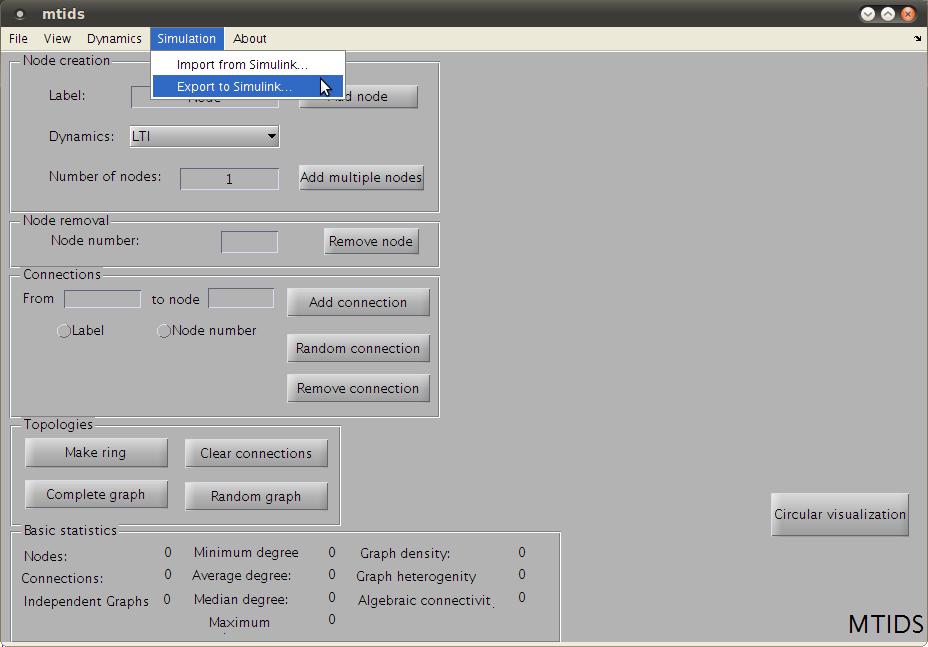 mtids
File View Dynamics Simulation About
Import from Simulink...
Export to Simulink...
Node creation
Label: Node
Dynamics: LTI
Number of nodes: 1 Add multiple nodes
Node removal
Node number: Remove node
Connections
From to node Add connection
Label Node number
Random connection
Remove connection
Topologies
Make ring Clear connections
Complete graph Random graph
Circular visualization
Basic statistics
Nodes: 0 Minimum degree 0 Graph density: 0
Connections: 0 Average degree: 0 Graph heterogenity 0
Independent Graphs 0 Median degree: 0 Algebraic connectivit 0
Maximum 0
MTIDS